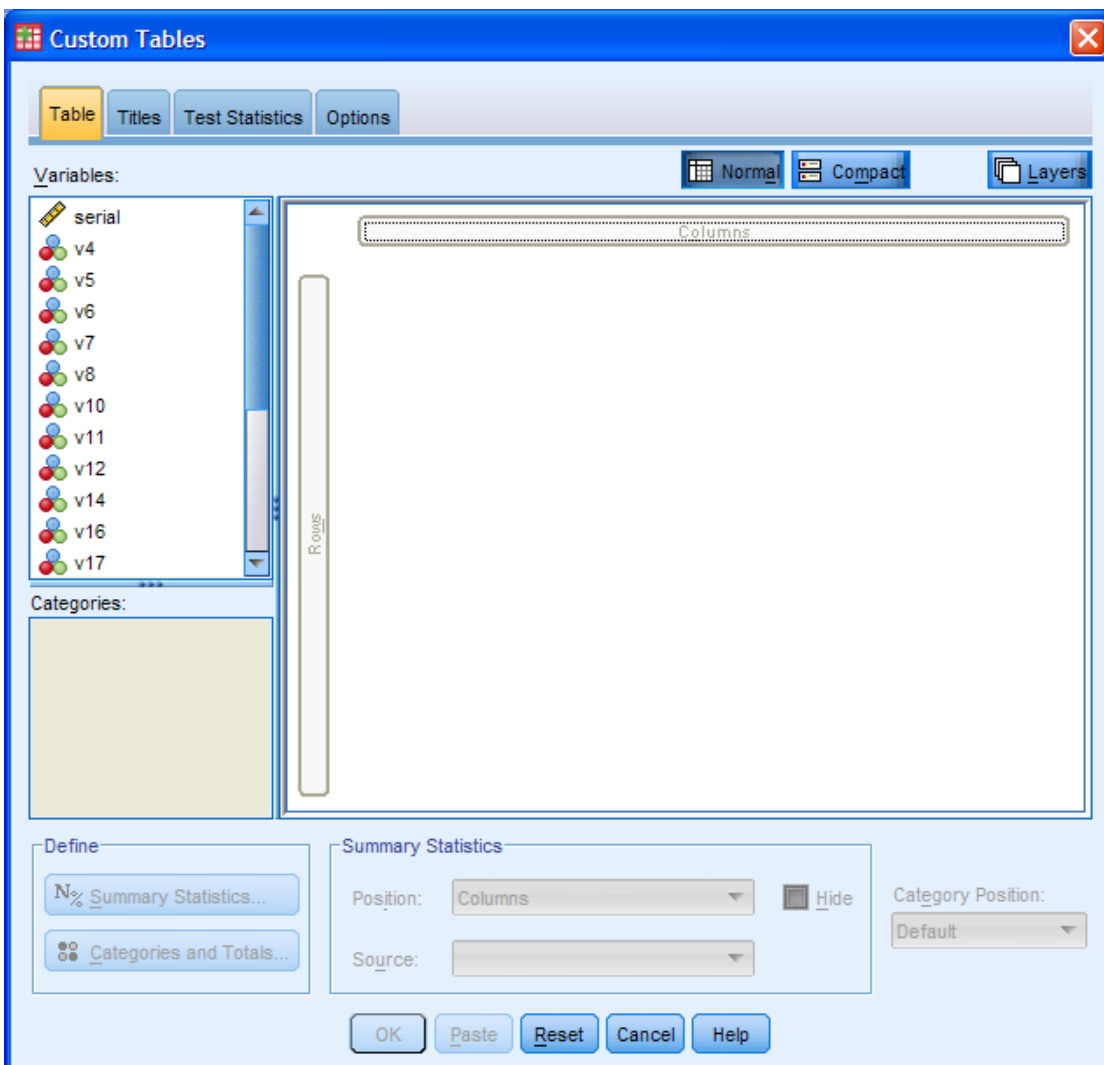 Custom Tables
Table Titles Test Statistics Options
Variables:
Normal Compact Layers
serial
v4
v5
v6
v7
v8
v10
v11
v12
v14
v16
v17
Columns
Rows
Categories:
Define
N% Summary Statistics...
Categories and Totals...
Summary Statistics
Position: Columns Hide
Source:
Category Position:
Default
OK Paste Reset Cancel Help